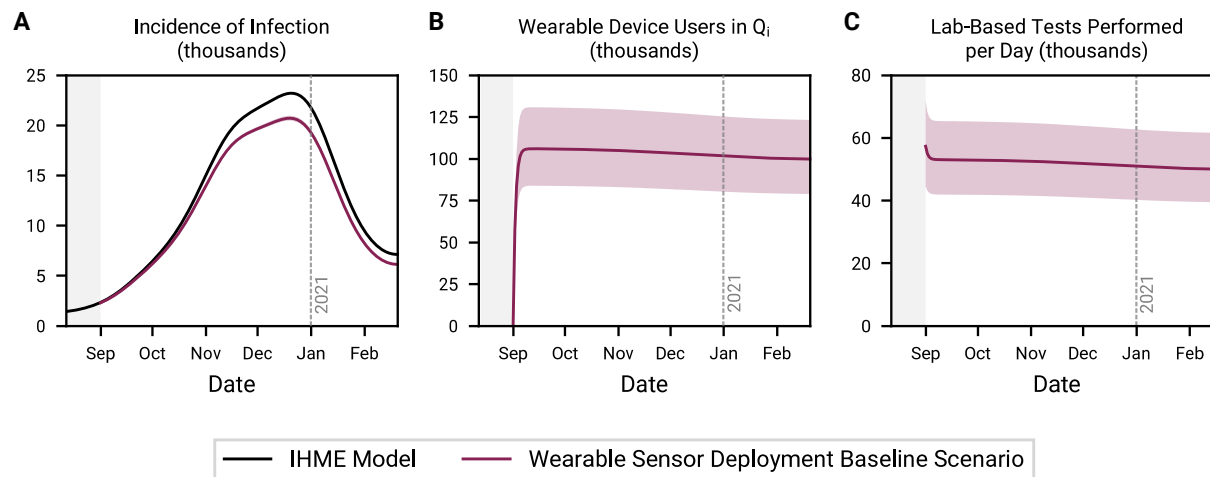 A
Incidence of Infection
(thousands)
25
20
15
10
5
0
Sep Oct Nov Dec Jan Feb
2021
Date
B
Wearable Device Users in Qi
(thousands)
150
125
100
75
50
25
0
Sep Oct Nov Dec Jan Feb
2021
Date
C
Lab-Based Tests Performed
per Day (thousands)
80
60
40
20
0
Sep Oct Nov Dec Jan Feb
2021
Date
IHME Model Wearable Sensor Deployment Baseline Scenario